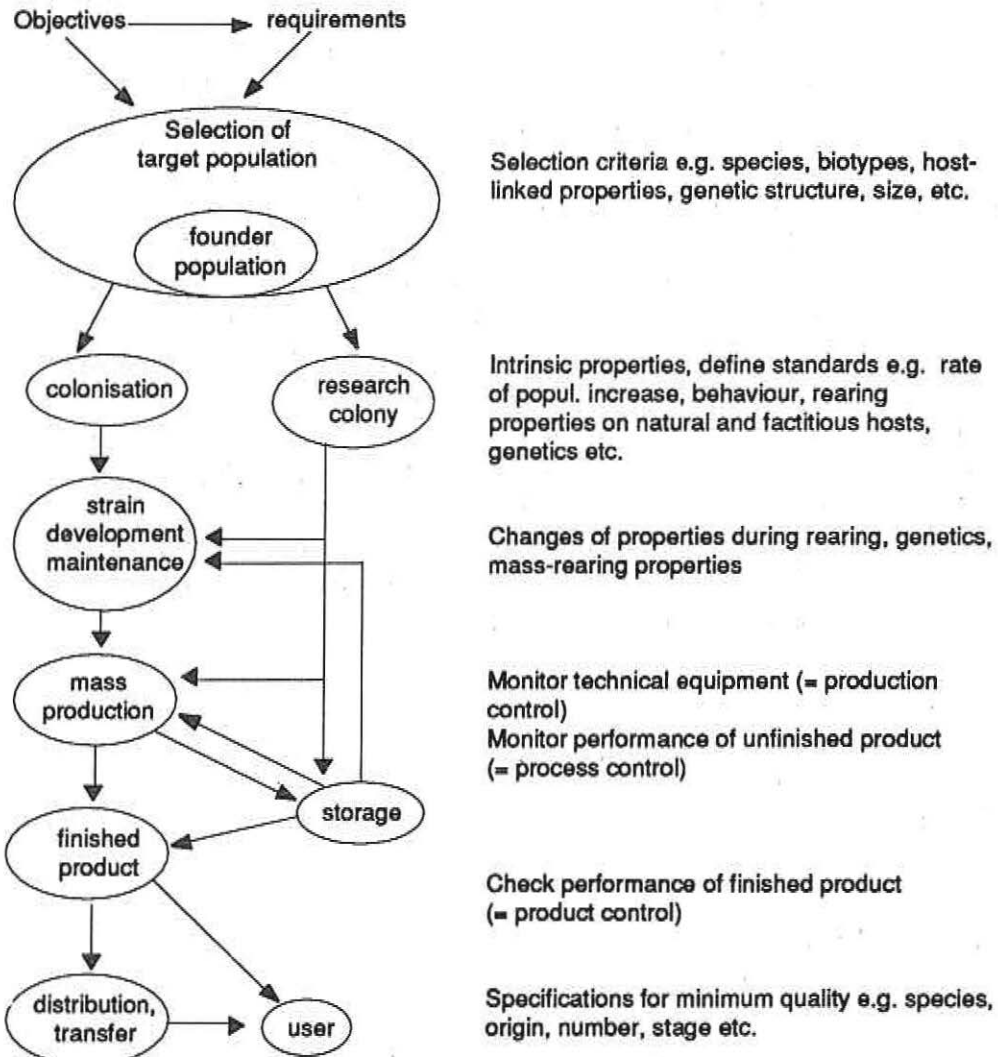 Objectives
requirements
Selection of
target population
founder
population
Selection criteria e.g. species, biotypes, host-
linked properties, genetic structure, size, etc.
colonisation
research
colony
Intrinsic properties, define standards e.g. rate
of popul. increase, behaviour, rearing
properties on natural and factitious hosts,
genetics etc.
strain
development
maintenance
Changes of properties during rearing, genetics,
mass-rearing properties
mass
production
Monitor technical equipment (= production
control)
Monitor performance of unfinished product
(= process control)
storage
finished
product
Check performance of finished product
(= product control)
distribution,
transfer
user
Specifications for minimum quality e.g. species,
origin, number, stage etc.